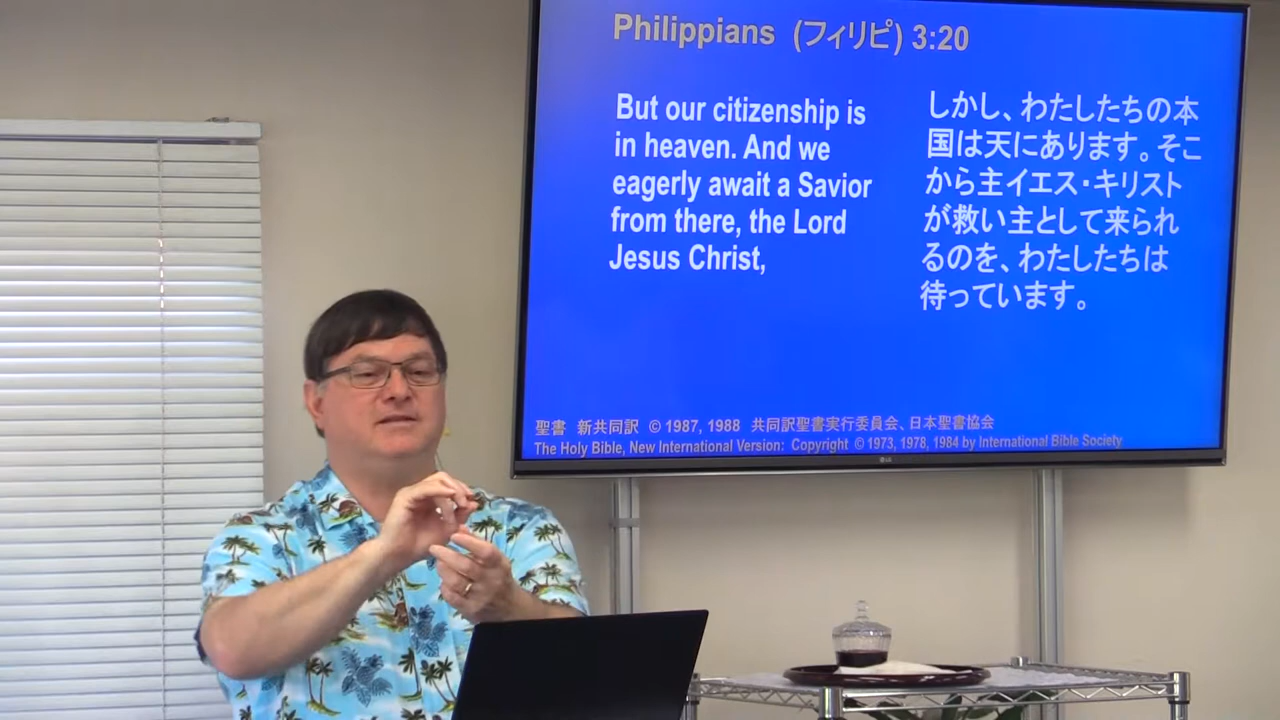 Philippians (フィリピ) 3:20
But our citizenship is
in heaven. And we
eagerly await a Savior
from there, the Lord
Jesus Christ,
しかし、わたしたちの本
国は天にあります。そこ
から主イエス・キリスト
が救い主として来られ
るのを、わたしたちは
待っています。
聖書 新共同訳 © 1987, 1988 共同訳聖書実行委員会、日本聖書協会
The Holy Bible, New International Version: Copyright © 1973, 1978, 1984 by International Bible Society
LG